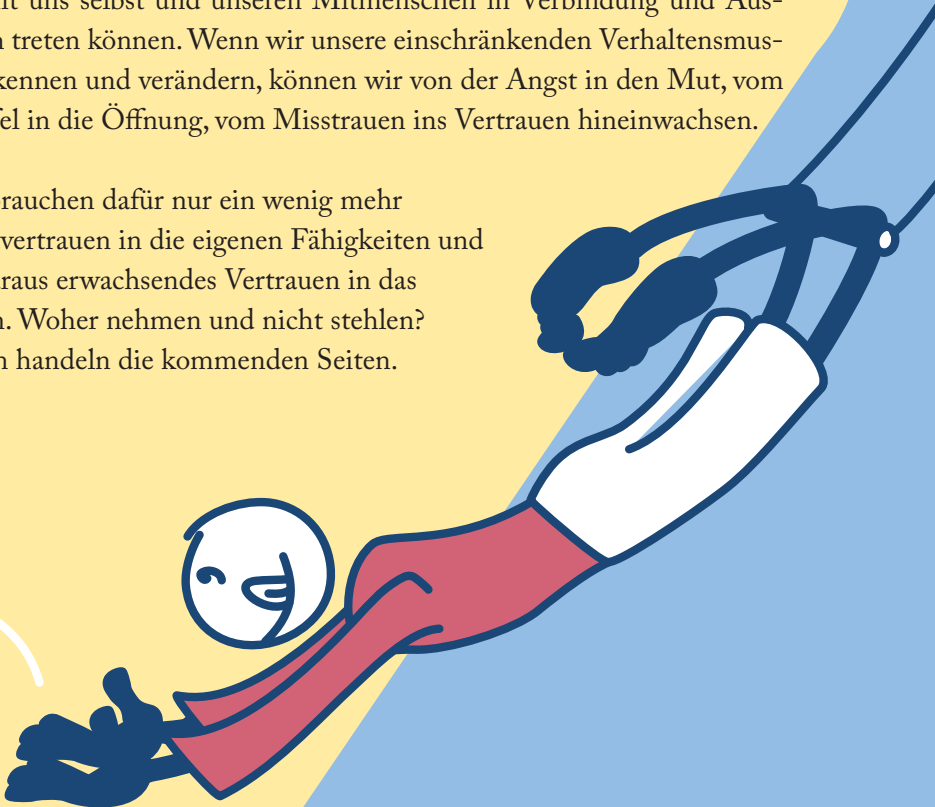 uns selbst und unseren Mitmenschen in Verbindung und Aus-
treten können. Wenn wir unsere einschränkenden Verhaltensmus-
kennen und verändern, können wir von der Angst in den Mut, vom
in die Öffnung, vom Misstrauen ins Vertrauen hineinwachsen.
rauchen dafür nur ein wenig mehr
vertrauen in die eigenen Fähigkeiten und
raus erwachsendes Vertrauen in das
Woher nehmen und nicht stehlen?
handeln die kommenden Seiten.